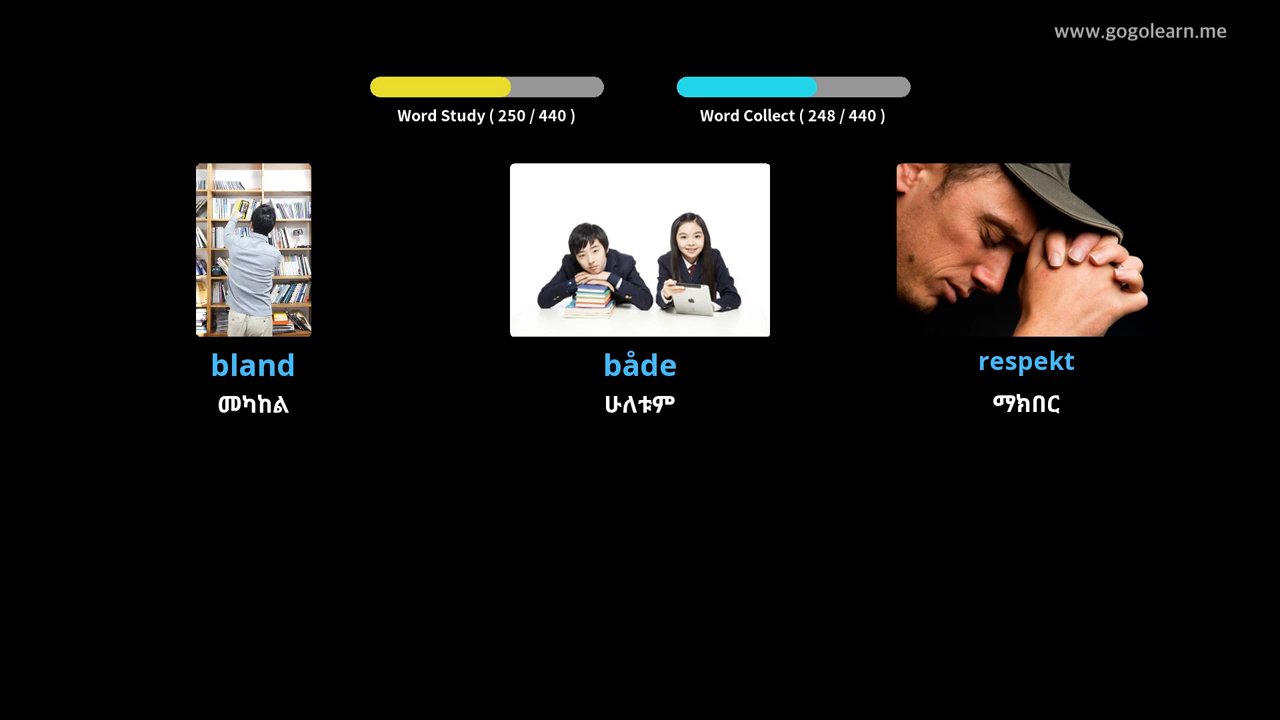 www.gogolearn.me
Word Study ( 250 / 440 )
Word Collect ( 248 / 440 )
bland
både
respekt
መካከል
ሁለቱም
ማክበር